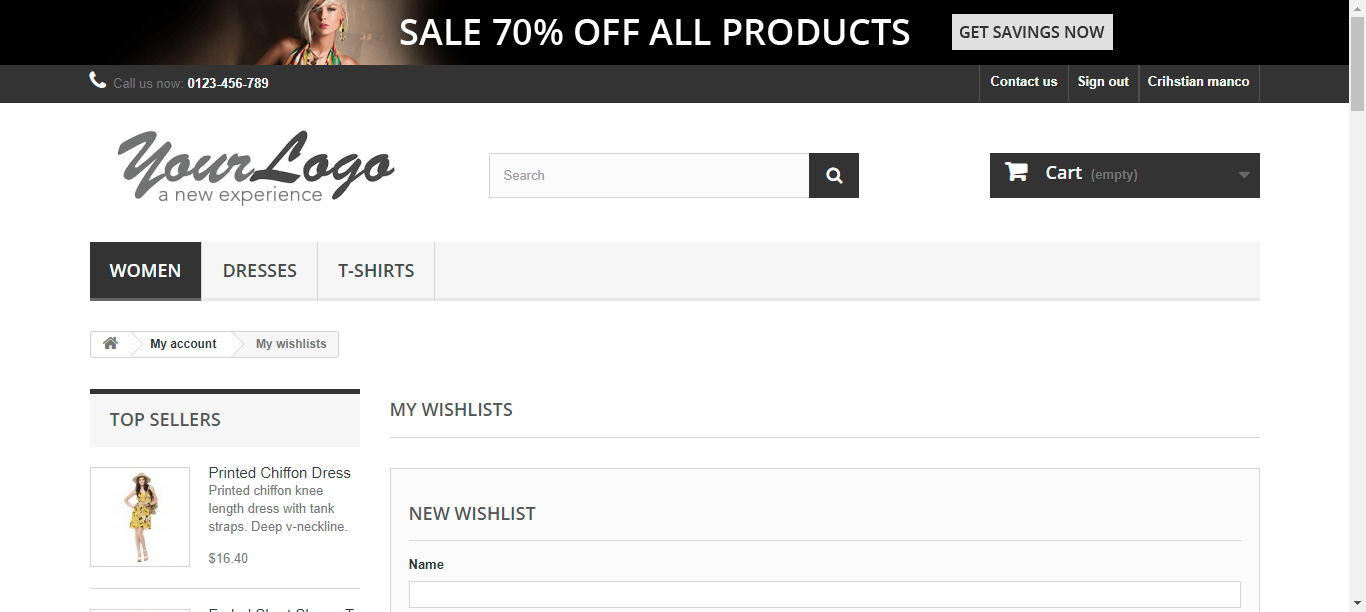 SALE 70% OFF ALL PRODUCTS
GET SAVINGS NOW
Call us now: 0123-456-789
Contact us
Sign out
Crihstian manco
YourLogo
a new experience
Search
Cart (empty)
WOMEN
DRESSES
T-SHIRTS
My account
My wishlists
TOP SELLERS
Printed Chiffon Dress
Printed chiffon knee
length dress with tank
straps. Deep v-neckline.
$16.40
MY WISHLISTS
NEW WISHLIST
Name